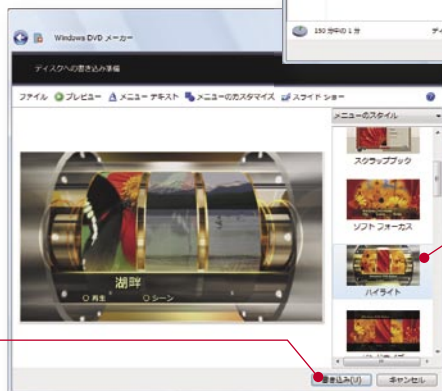 150 分中の 1 分
Windows DVD メーカー
ディスクへの書き込み準備
ファイル プレビュー メニュー テキスト メニューのカスタマイズ スライド ショー
メニューのスタイル
スクラップブック
ソフト フォーカス
ハイライト
湖畔
再生 シーン
書き込み(U) キャンセル